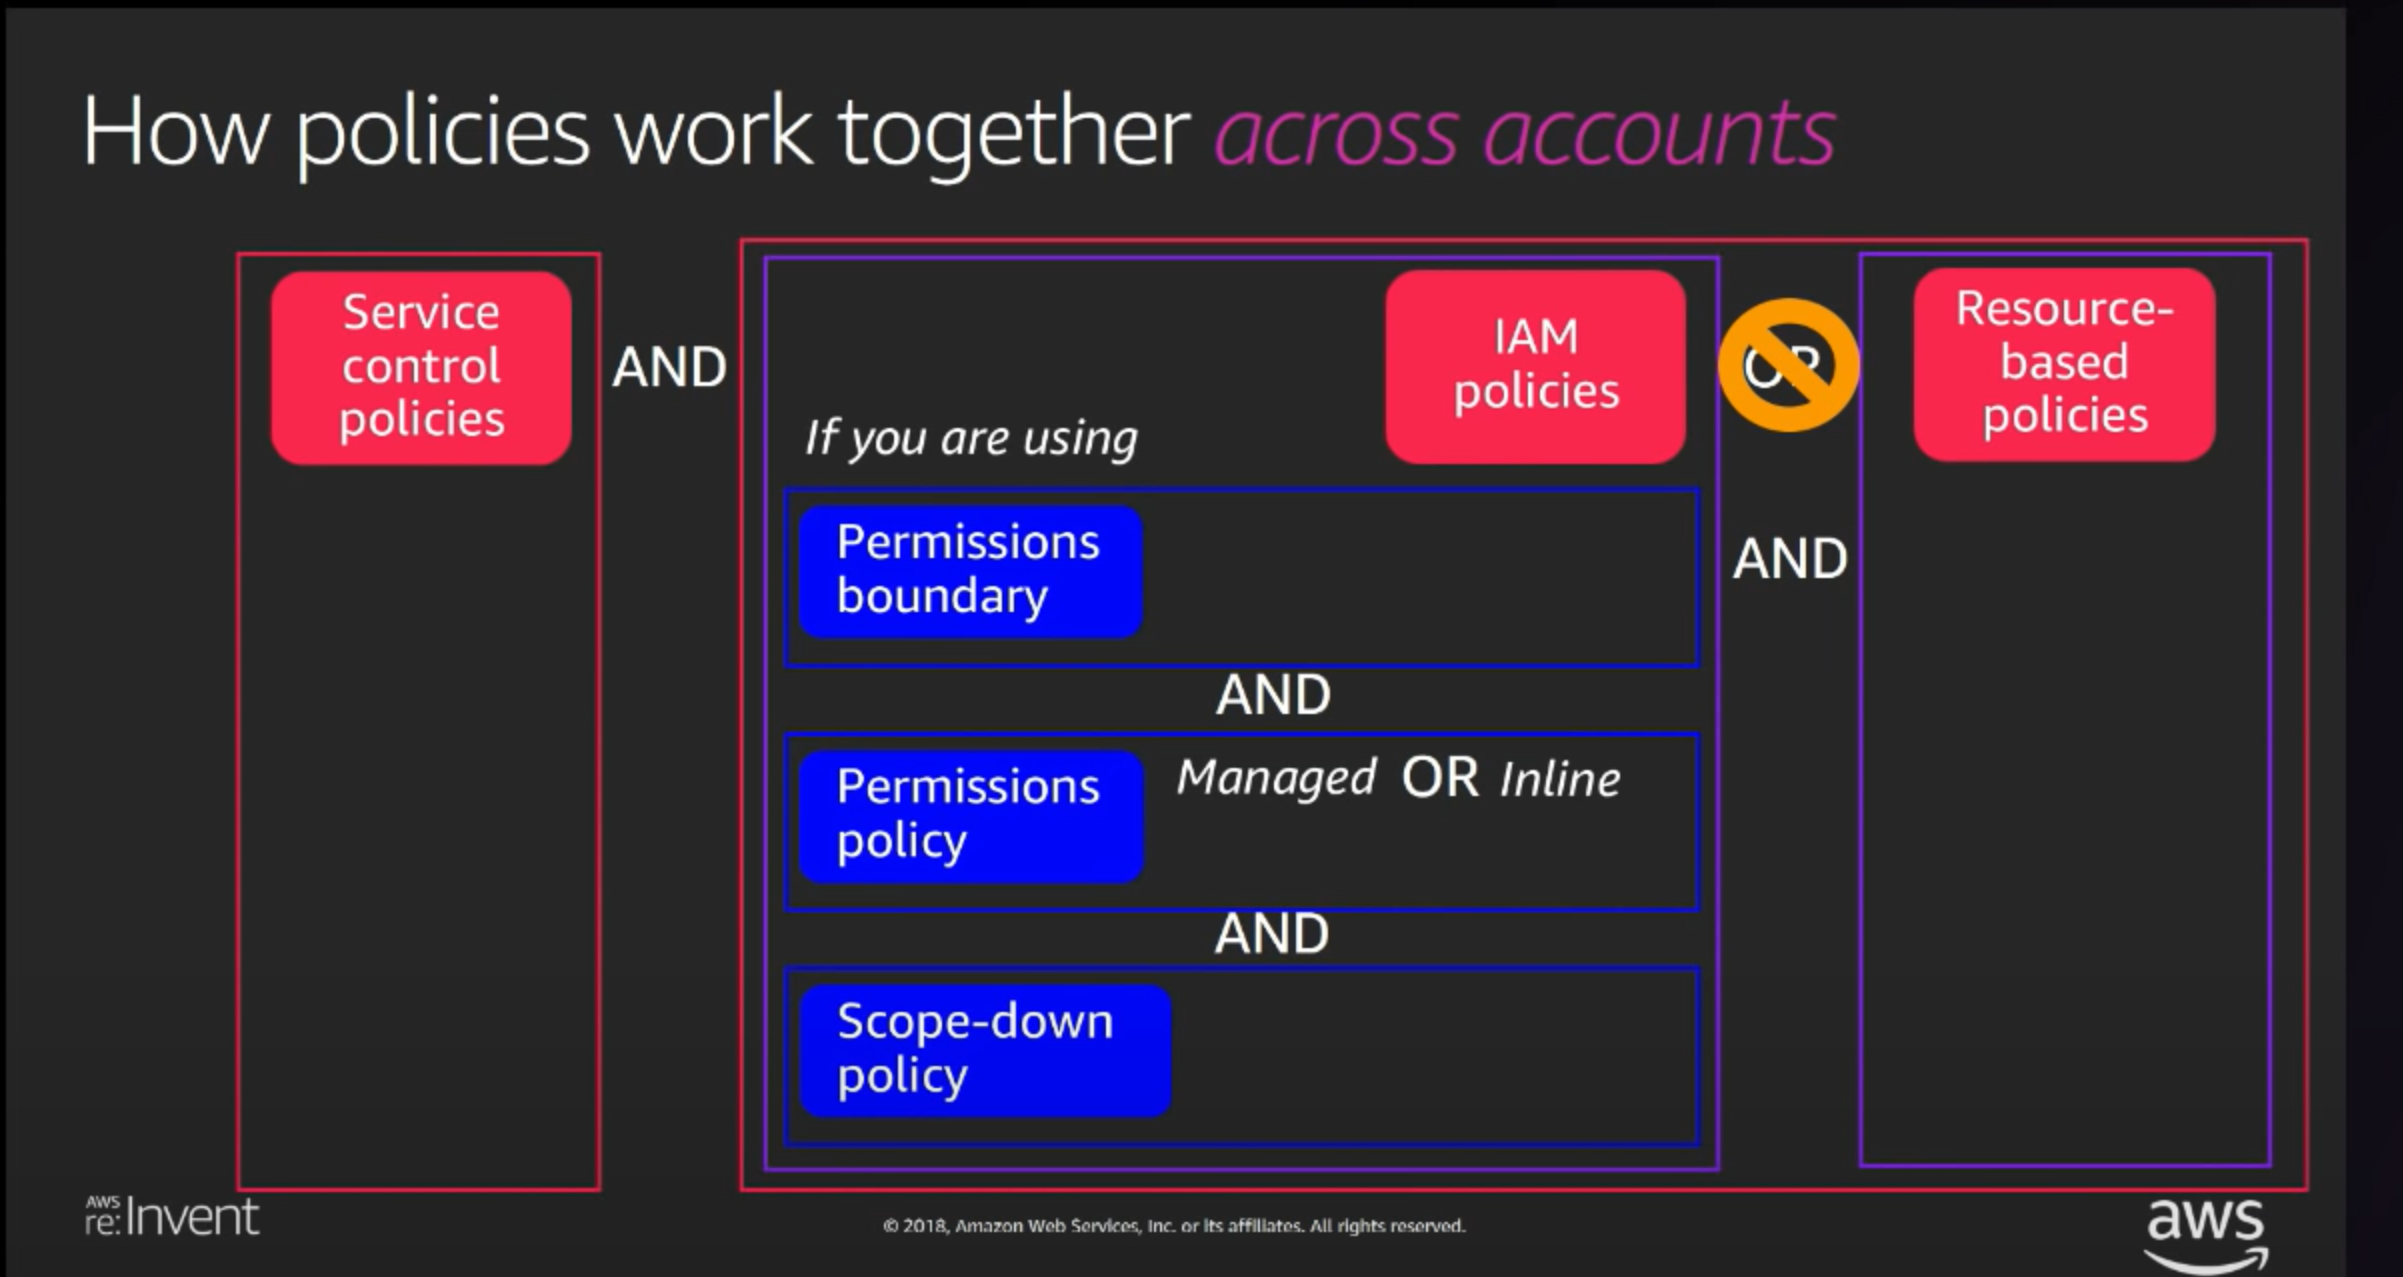 How policies work together across accounts
Service
control
policies
AND
If you are using
IAM
policies
OR
Resource-
based
policies
Permissions
boundary
AND
AND
Permissions
policy
Managed OR Inline
AND
Scope-down
policy
AWS
re:Invent
© 2018, Amazon Web Services, Inc. or its affiliates. All rights reserved.
aws